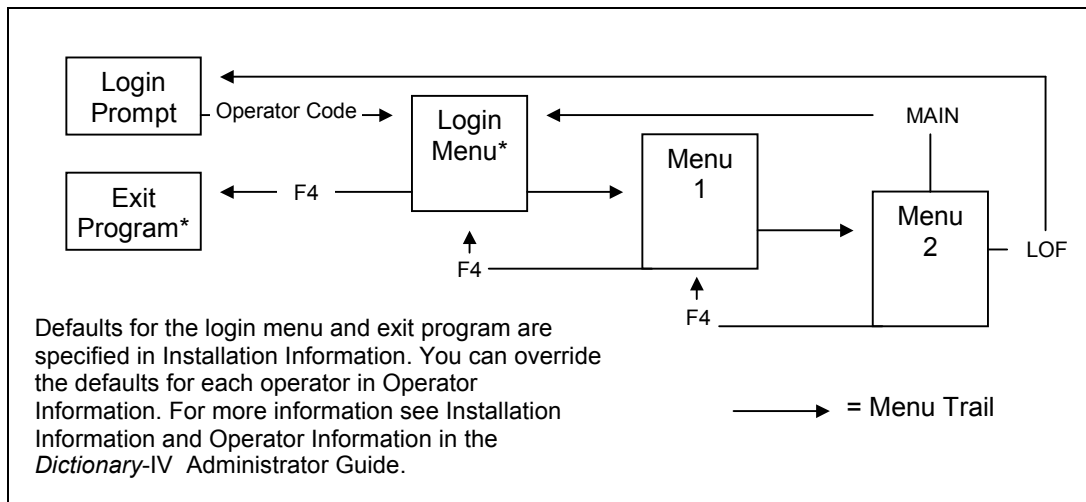 Login
Prompt
Operator Code
Login
Menu*
MAIN
Menu
1
Exit
Program*
F4
Menu
2
LOF
F4
F4
Defaults for the login menu and exit program are
specified in Installation Information. You can override
the defaults for each operator in Operator
Information. For more information see Installation
Information and Operator Information in the
Dictionary-IV Administrator Guide.
= Menu Trail